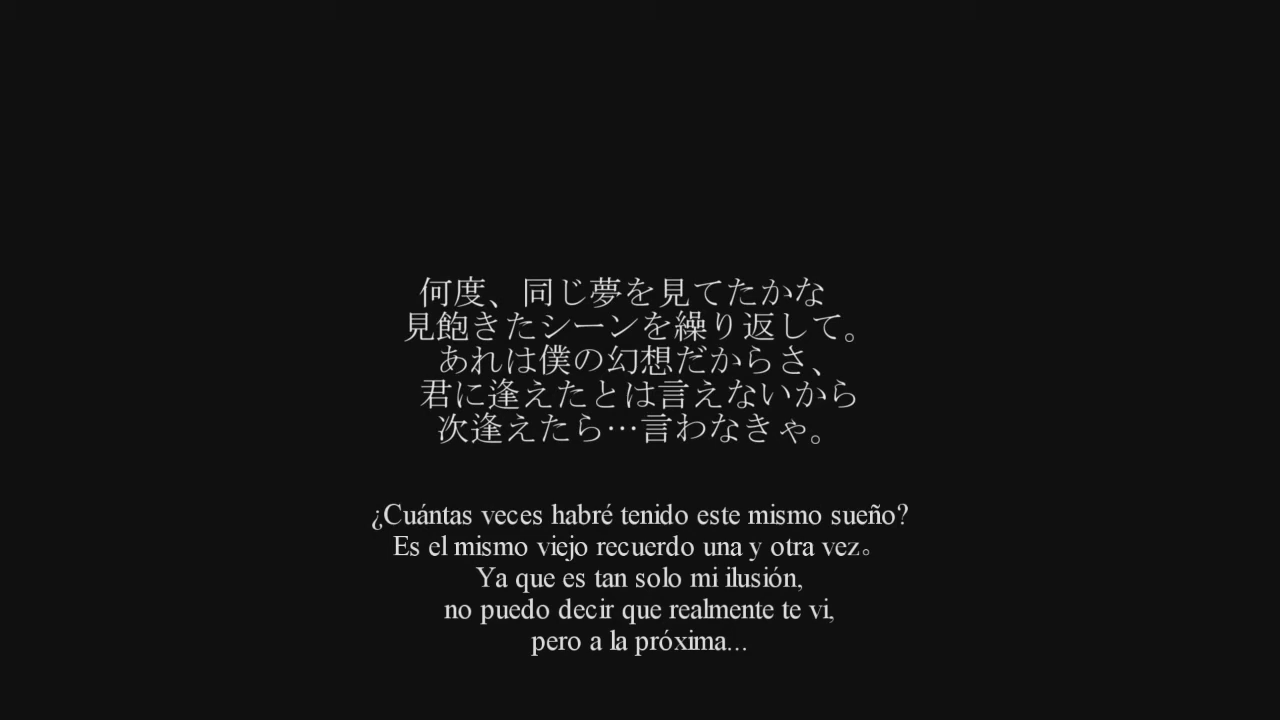 何度、同じ夢を見てたかな
見飽きたシーンを繰り返して。
あれは僕の幻想だからさ、
君に逢えたとは言えないから
次逢えたら…言わなきゃ。
¿Cuántas veces habré tenido este mismo sueño?
Es el mismo viejo recuerdo una y otra vez。
Ya que es tan solo mi ilusión,
no puedo decir que realmente te vi,
pero a la próxima...